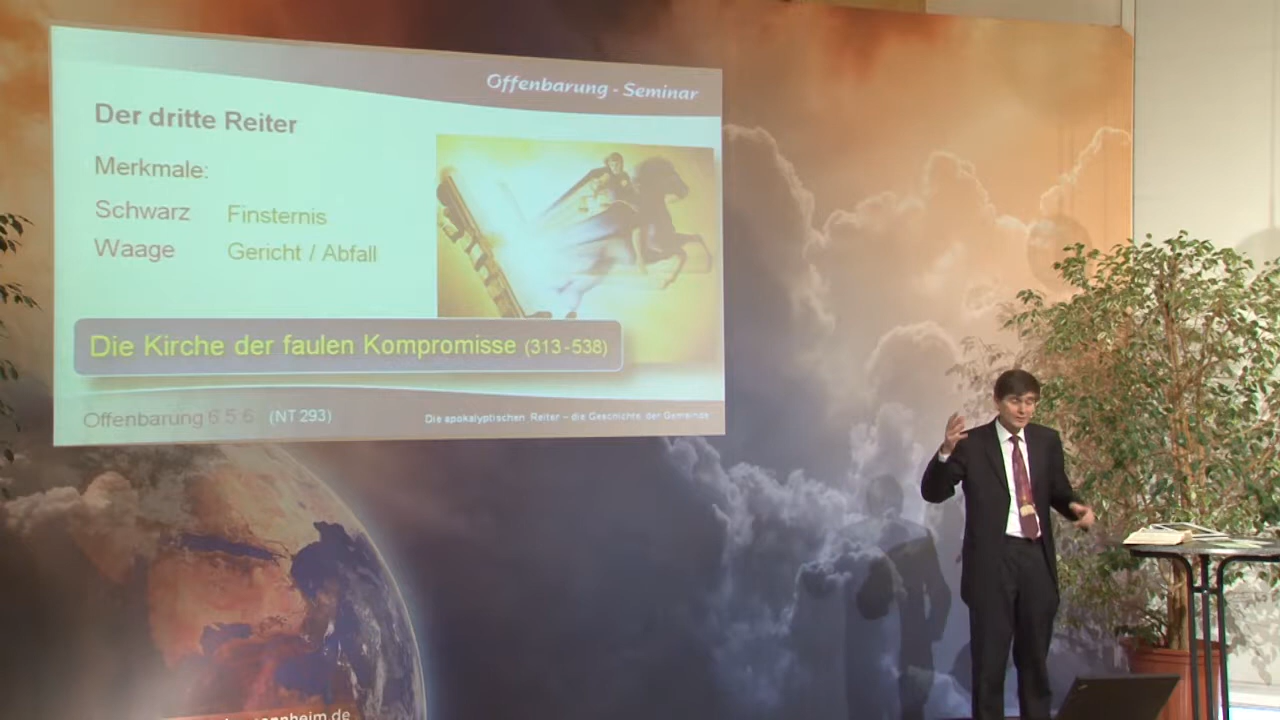 Offenbarung - Seminar
Der dritte Reiter
Merkmale:
Schwarz Finsternis
Waage Gericht / Abfall
Die Kirche der faulen Kompromisse (313-538)
Offenbarung 6 5 6 (NT 293)
Die apokalyptischen Reiter – die Geschichte der Gemeinde